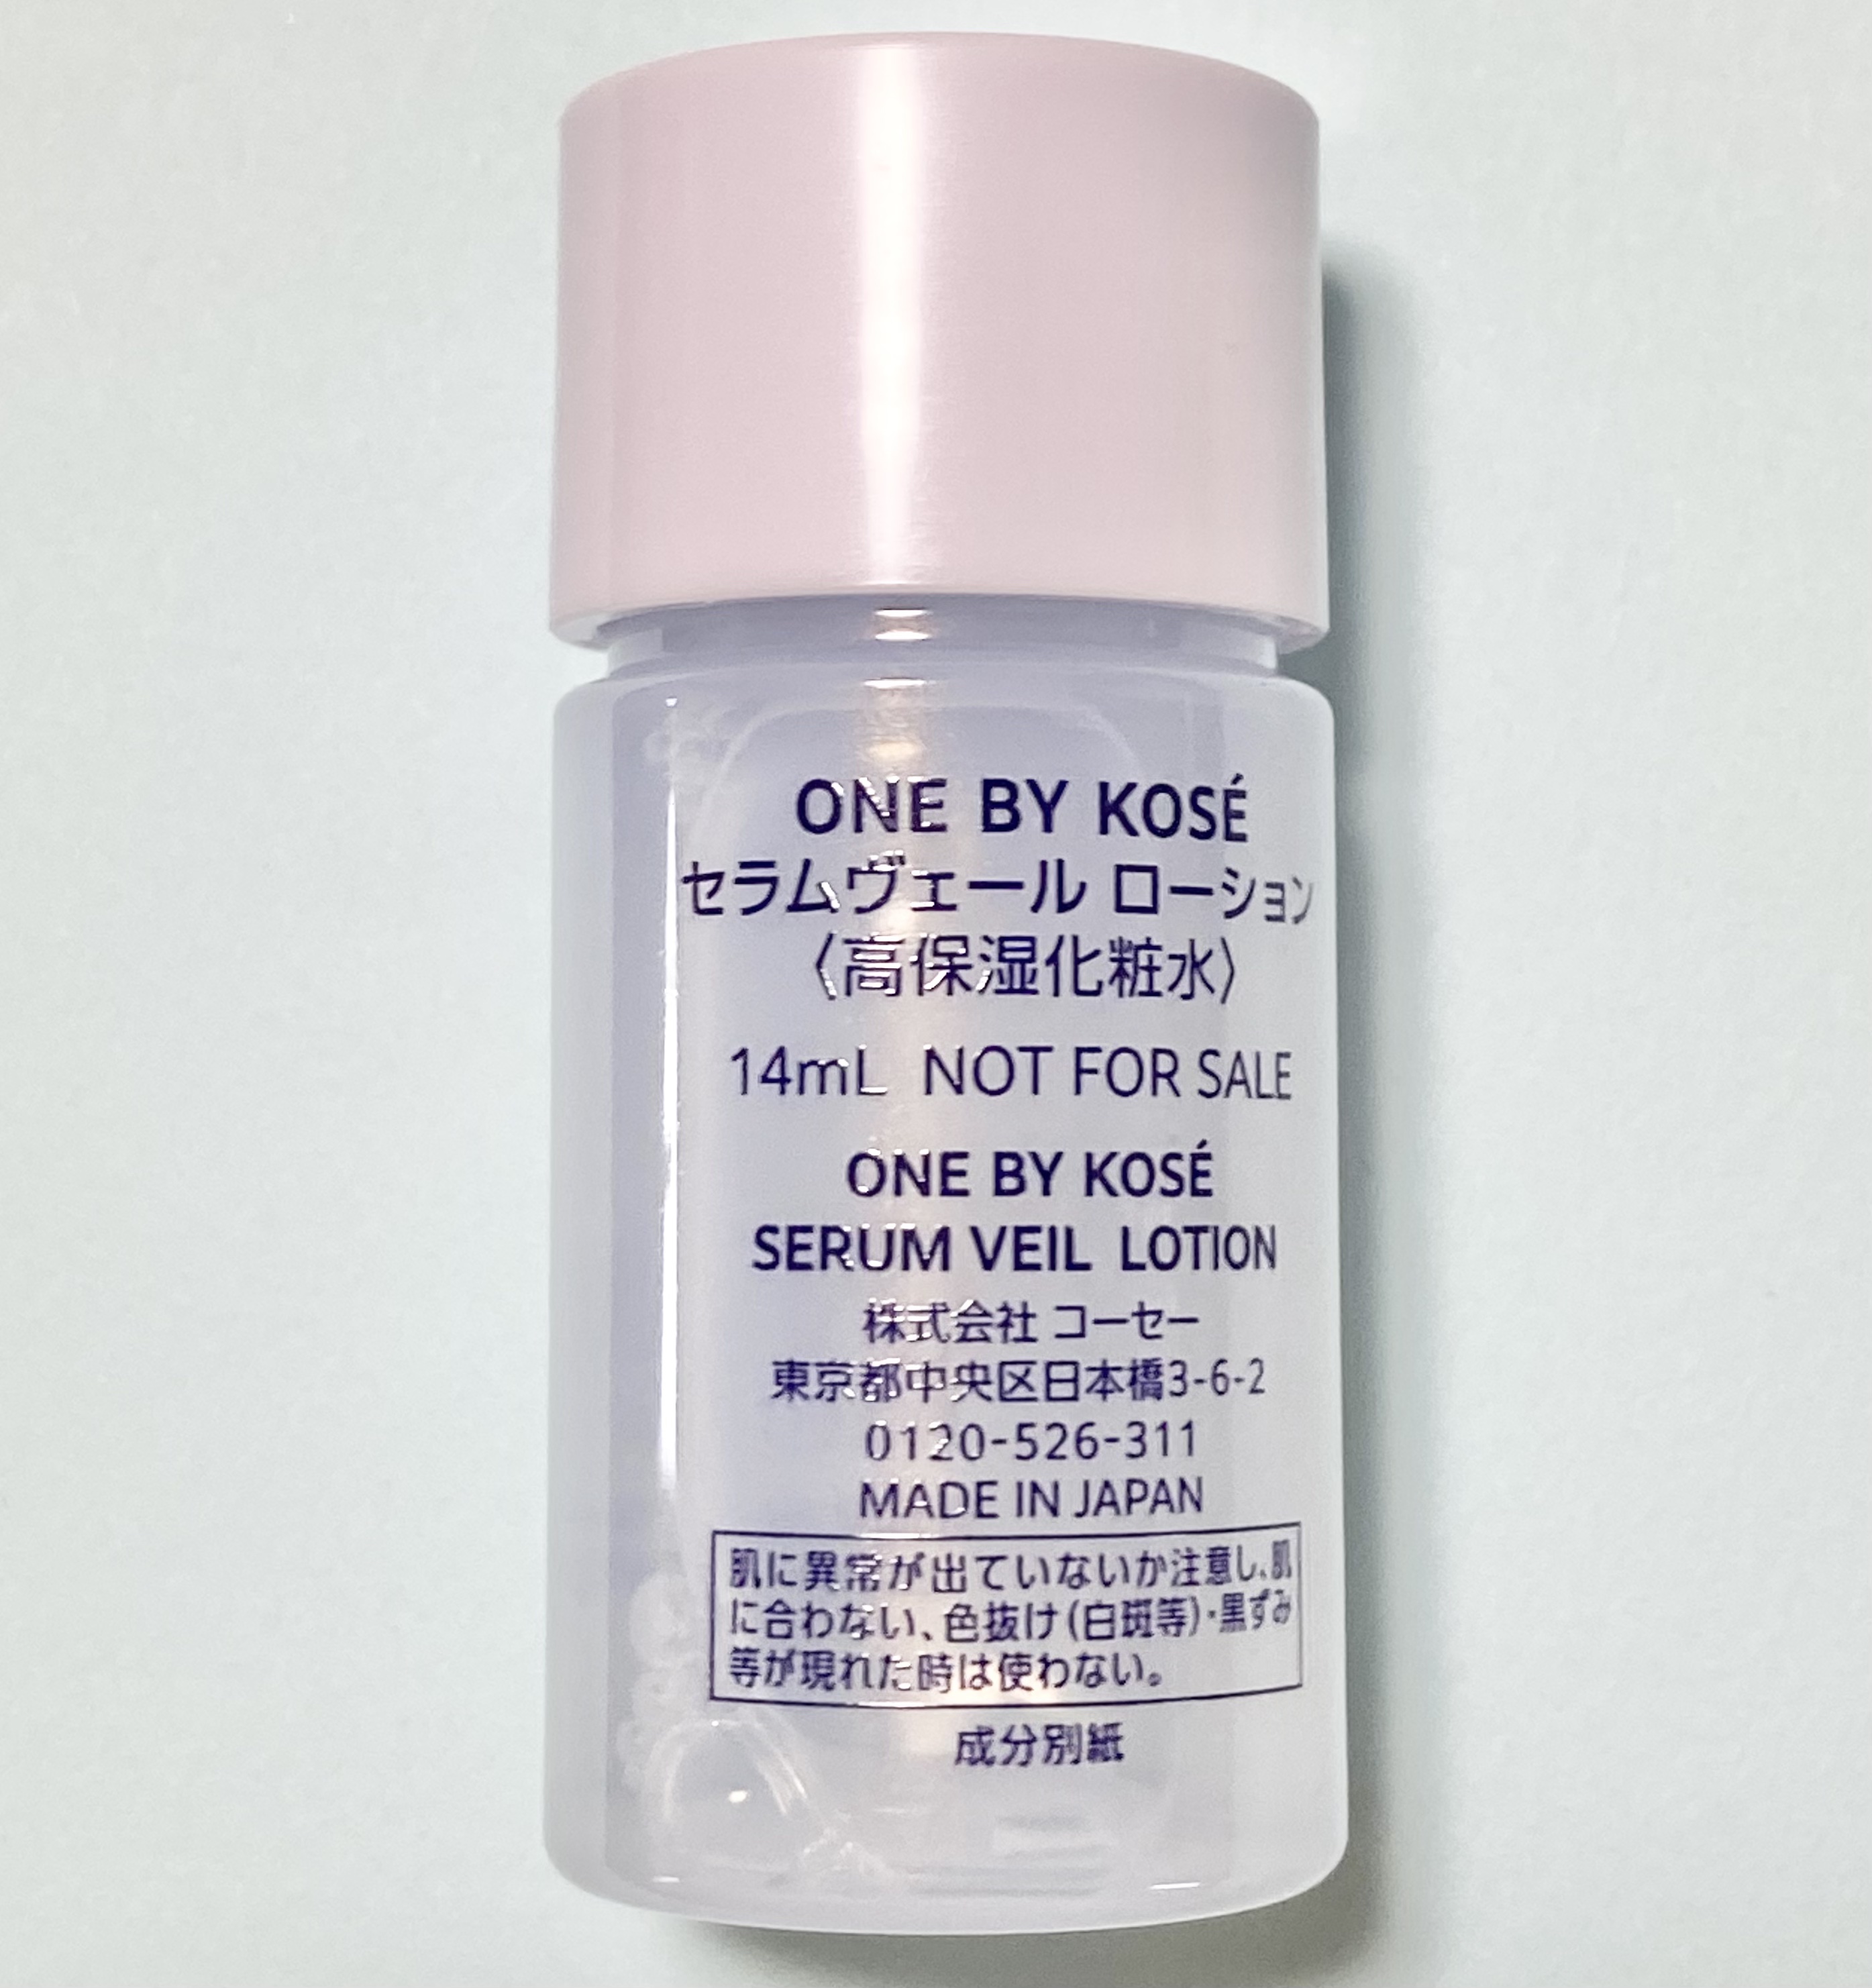 ONE BY KOSÉ
セラムヴェール ローション
〈高保湿化粧水〉
14mL NOT FOR SALE
ONE BY KOSÉ
SERUM VEIL LOTION
株式会社 コーセー
東京都中央区日本橋3-6-2
0120-526-311
MADE IN JAPAN
肌に異常が出ていないか注意し、肌
に合わない、色抜け(白斑等)・黒ずみ
等が現れた時は使わない。
成分別紙